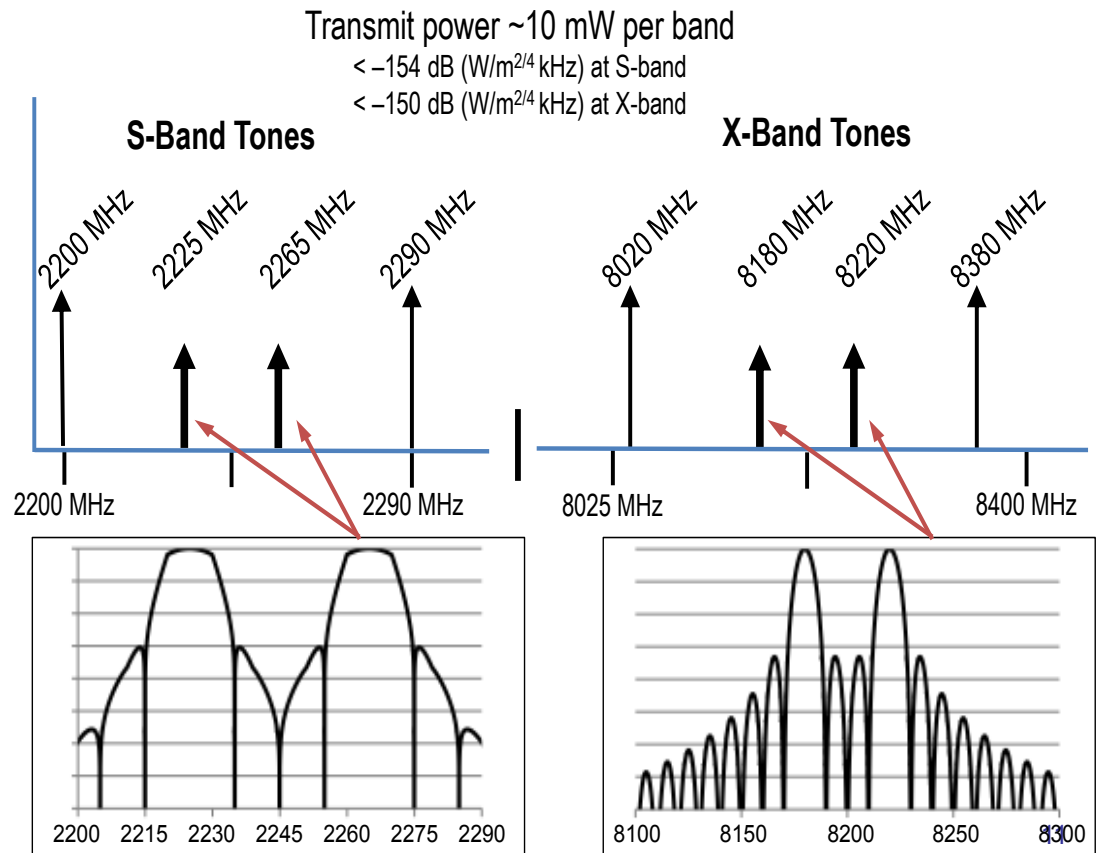 Transmit power ~10 mW per band
< –154 dB (W/m2/4 kHz) at S-band
< –150 dB (W/m2/4 kHz) at X-band
S-Band Tones
X-Band Tones
2200 MHz
2225 MHz
2265 MHz
2290 MHz
8020 MHz
8180 MHz
8220 MHz
8380 MHz
2200 MHz
2290 MHz
8025 MHz
8400 MHz
2200 2215 2230 2245 2260 2275 2290
8100 8150 8200 8250 8300